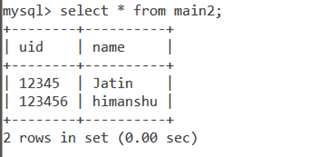 mysql> select * from main2;
+--------+----------+
| uid    | name     |
+--------+----------+
| 12345  | Jatin    |
| 123456 | himanshu |
+--------+----------+
2 rows in set (0.00 sec)